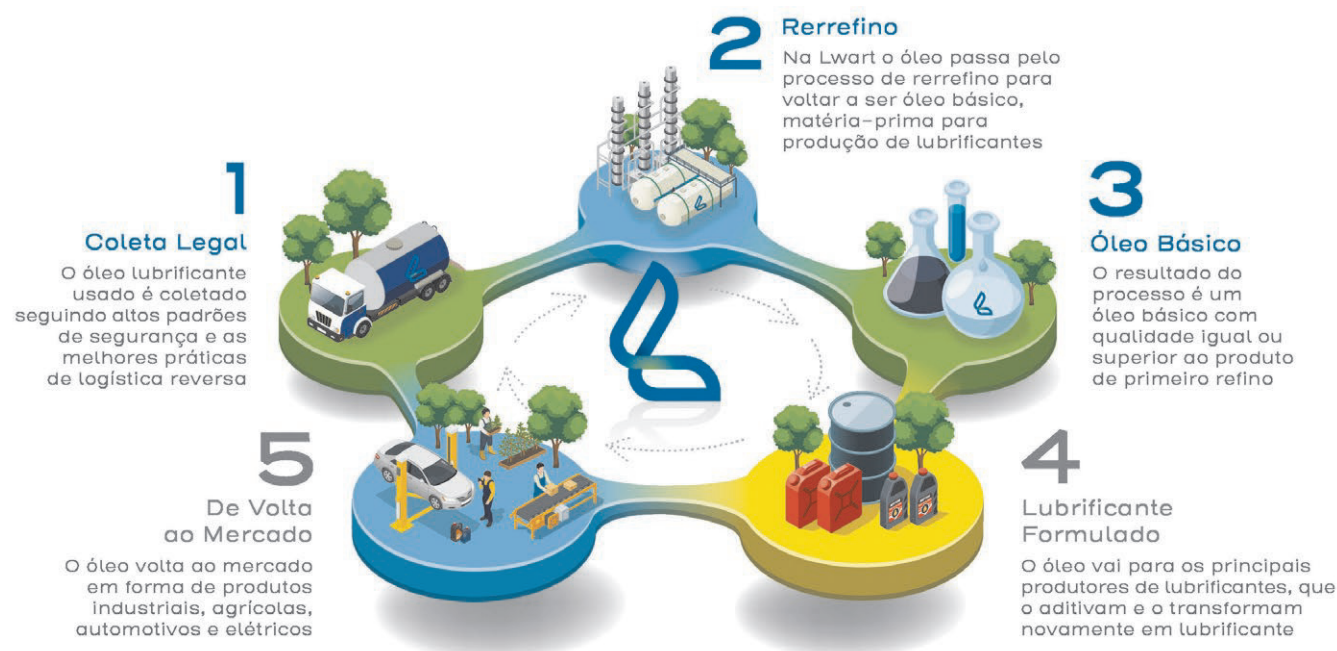 1
Coleta Legal
O óleo lubrificante
usado é coletado
seguindo altos padrões
de segurança e as
melhores práticas
de logística reversa
2
Rerrefino
Na Lwart o óleo passa pelo
processo de rerrefino para
voltar a ser óleo básico,
matéria-prima para
produção de lubrificantes
3
Óleo Básico
O resultado do
processo é um
óleo básico com
qualidade igual ou
superior ao produto
de primeiro refino
4
Lubrificante
Formulado
O óleo vai para os principais
produtores de lubrificantes, que
o aditivam e o transformam
novamente em lubrificante
5
De Volta
ao Mercado
O óleo volta ao mercado
em forma de produtos
industriais, agrícolas,
automotivos e elétricos